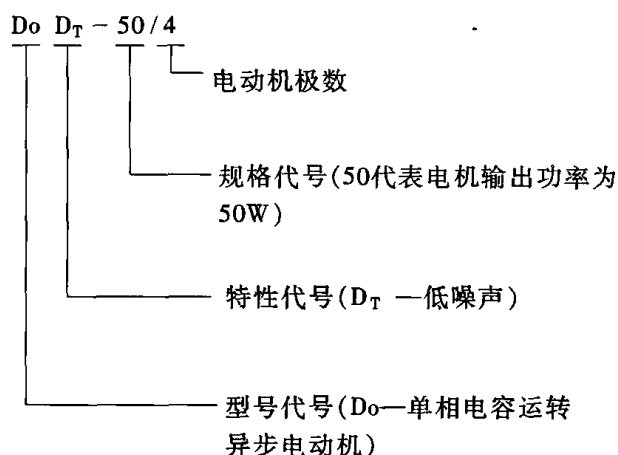 Do DT-50/4
电动机极数
规格代号(50代表电机输出功率为
50W)
特性代号(DT —低噪声)
型号代号(Do—单相电容运转
异步电动机)